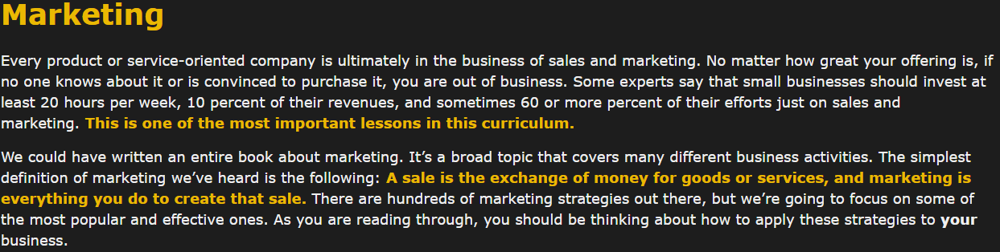 Marketing
Every product or service-oriented company is ultimately in the business of sales and marketing. No matter how great your offering is, if
no one knows about it or is convinced to purchase it, you are out of business. Some experts say that small businesses should invest at
least 20 hours per week, 10 percent of their revenues, and sometimes 60 or more percent of their efforts just on sales and
marketing. This is one of the most important lessons in this curriculum.
We could have written an entire book about marketing. It’s a broad topic that covers many different business activities. The simplest
definition of marketing we’ve heard is the following: A sale is the exchange of money for goods or services, and marketing is
everything you do to create that sale. There are hundreds of marketing strategies out there, but we’re going to focus on some of
the most popular and effective ones. As you are reading through, you should be thinking about how to apply these strategies to your
business.